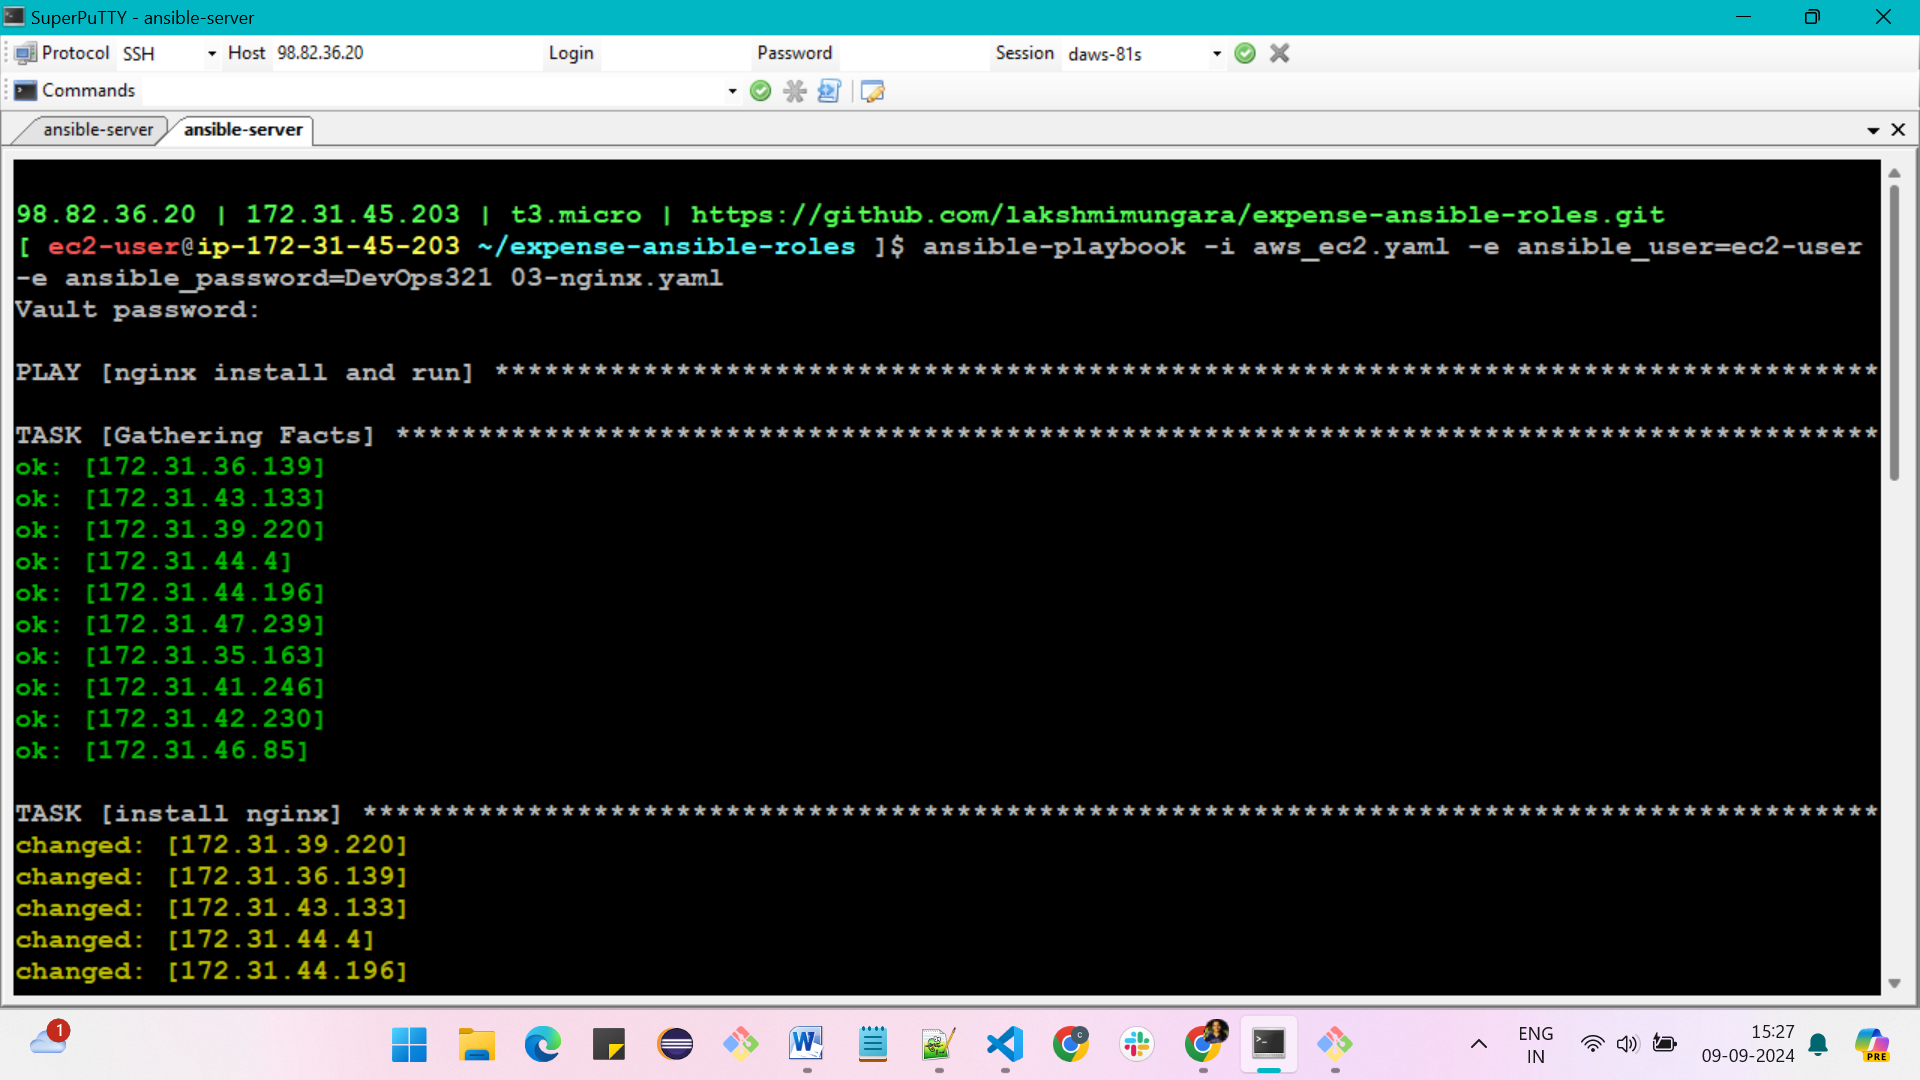 SuperPuTTY - ansible-server
Protocol SSH Host 98.82.36.20 Login Password Session daws-81s
Commands
ansible-server ansible-server
98.82.36.20 | 172.31.45.203 | t3.micro | https://github.com/lakshmimungara/expense-ansible-roles.git
[ ec2-user@ip-172-31-45-203 ~/expense-ansible-roles ]$ ansible-playbook -i aws_ec2.yaml -e ansible_user=ec2-user
-e ansible_password=DevOps321 03-nginx.yaml
Vault password:
PLAY [nginx install and run] ************************************************************************************
TASK [Gathering Facts] ******************************************************************************************
ok: [172.31.36.139]
ok: [172.31.43.133]
ok: [172.31.39.220]
ok: [172.31.44.4]
ok: [172.31.44.196]
ok: [172.31.47.239]
ok: [172.31.35.163]
ok: [172.31.41.246]
ok: [172.31.42.230]
ok: [172.31.46.85]
TASK [install nginx] ********************************************************************************************
changed: [172.31.39.220]
changed: [172.31.36.139]
changed: [172.31.43.133]
changed: [172.31.44.4]
changed: [172.31.44.196]
1
ENG 15:27
IN 09-09-2024
PRE